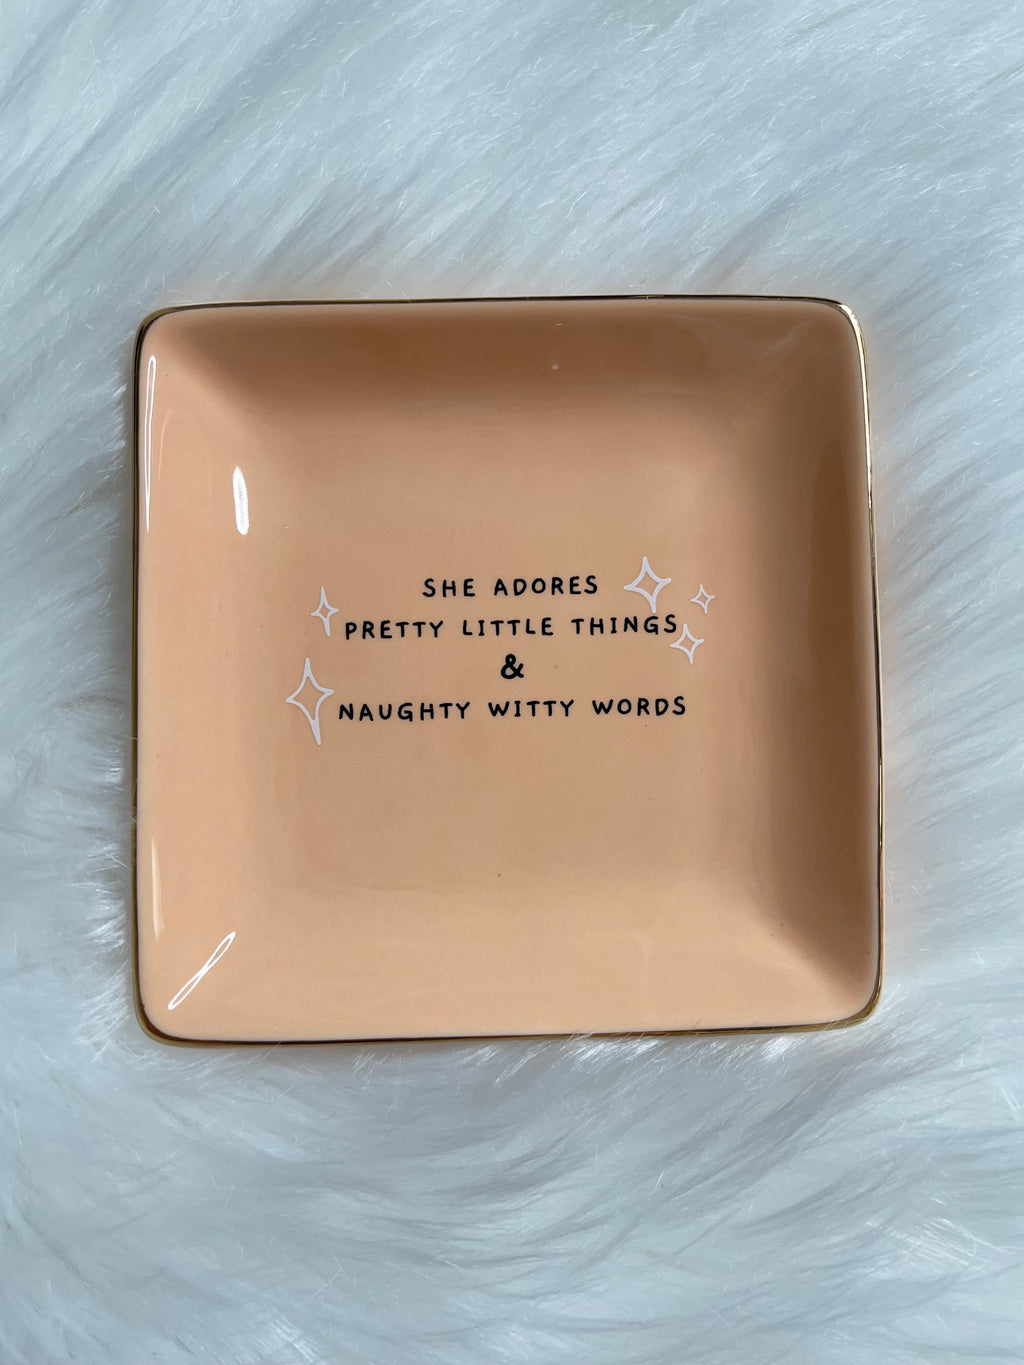 SHE ADORES
PRETTY LITTLE THINGS
&
NAUGHTY WITTY WORDS